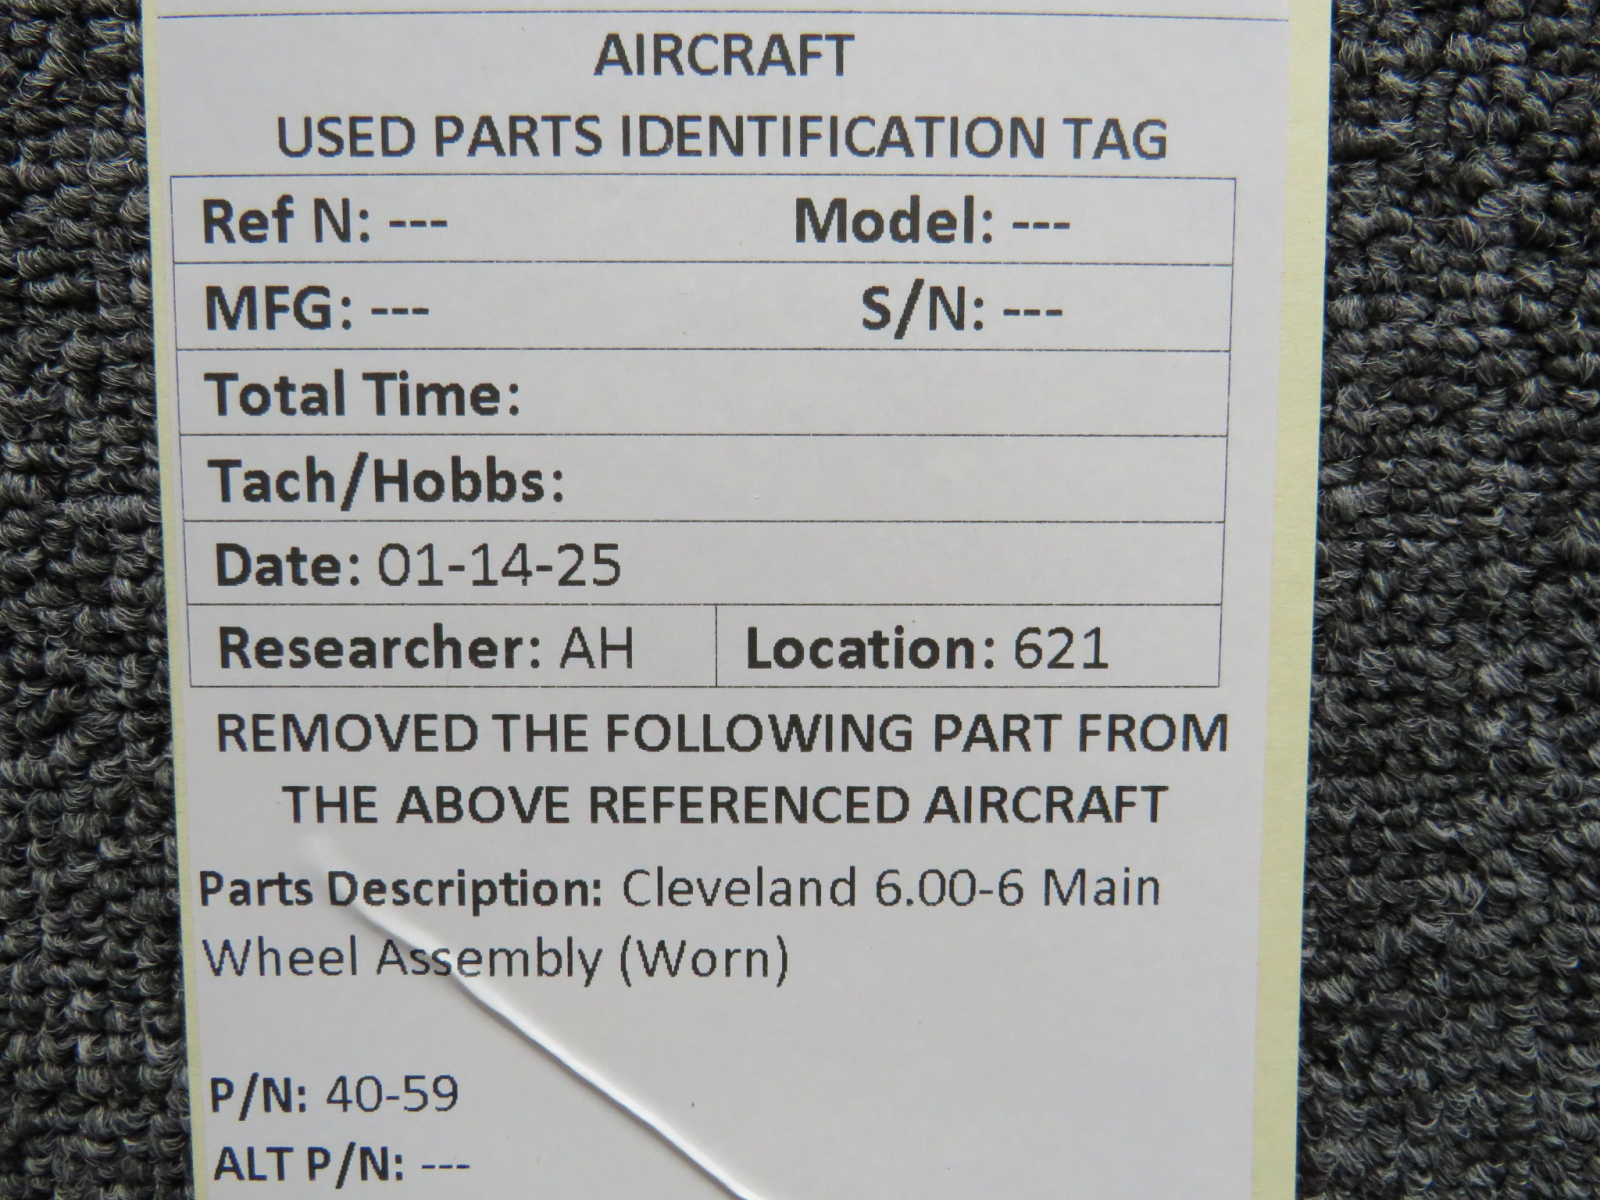 AIRCRAFT
USED PARTS IDENTIFICATION TAG
Ref N: --- Model: ---
MFG: --- S/N: ---
Total Time:
Tach/Hobbs:
Date: 01-14-25
Researcher: AH Location: 621
REMOVED THE FOLLOWING PART FROM
THE ABOVE REFERENCED AIRCRAFT
Parts Description: Cleveland 6.00-6 Main
Wheel Assembly (Worn)
P/N: 40-59
ALT P/N: ---